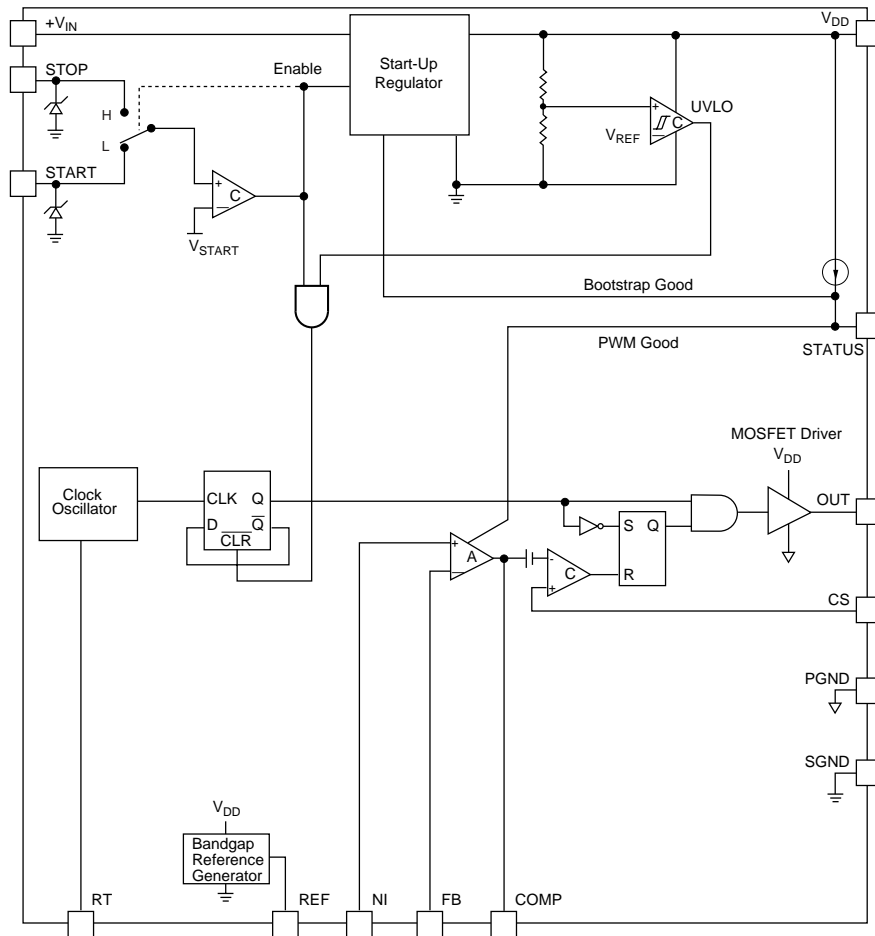 +VIN
VDD
STOP
Enable
Start-Up
Regulator
UVLO
H
+
C
VREF
L
START
+
C
VSTART
Bootstrap Good
PWM Good
STATUS
MOSFET Driver
VDD
Clock
Oscillator
CLK Q
D Q
CLR
OUT
S Q
R
+
A
-
C
+
CS
PGND
SGND
VDD
Bandgap
Reference
Generator
RT
REF
NI
FB
COMP